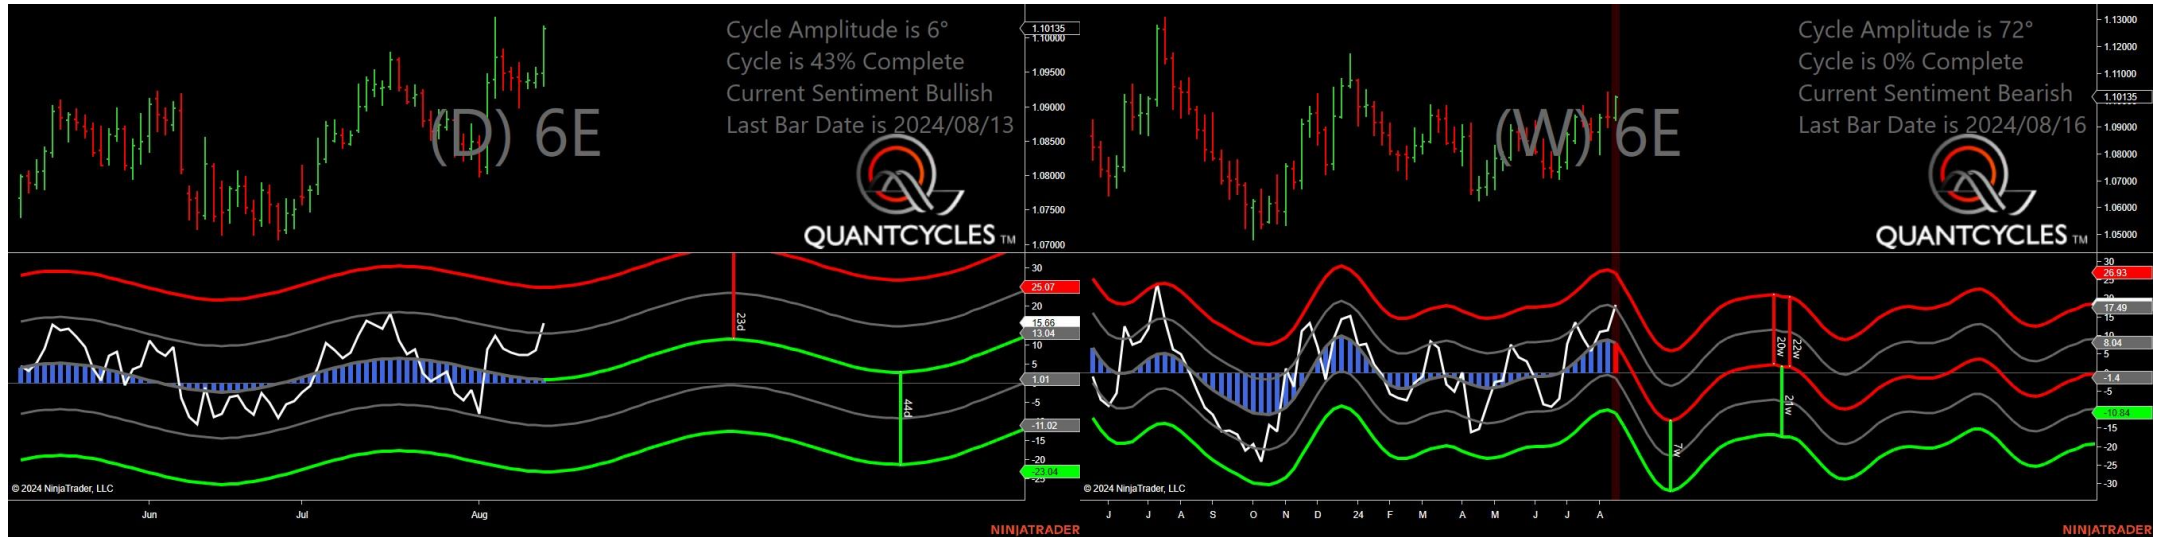 Cycle Amplitude is 6°
Cycle is 43% Complete
Current Sentiment Bullish
Last Bar Date is 2024/08/13
(D) 6E
QUANTCYCLES TM
1.10135
1.10000
1.09500
1.09000
1.08500
1.08000
1.07500
1.07000
30
25.07
20
15.66
13.04
10
5
1.01
-5
-11.02
-15
-20
-23.04
-25
23d
44d
© 2024 NinjaTrader, LLC
Jun Jul Aug
NINJATRADER
Cycle Amplitude is 72°
Cycle is 0% Complete
Current Sentiment Bearish
Last Bar Date is 2024/08/16
(W) 6E
QUANTCYCLES TM
1.13000
1.12000
1.11000
1.10135
1.09000
1.08000
1.07000
1.06000
1.05000
30
26.93
25
17.49
15
10
8.04
5
-1.4
-5
-10.84
-15
-20
-25
-30
7w
20w
22w
21w
© 2024 NinjaTrader, LLC
J J A S O N D 24 F M A M J J A
NINJATRADER